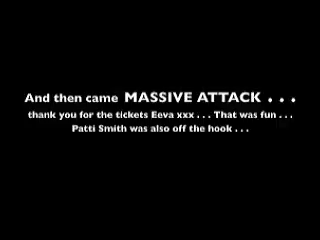 And then came MASSIVE ATTACK . . .
thank you for the tickets Eeva xxx . . . That was fun . . .
Patti Smith was also off the hook . . .